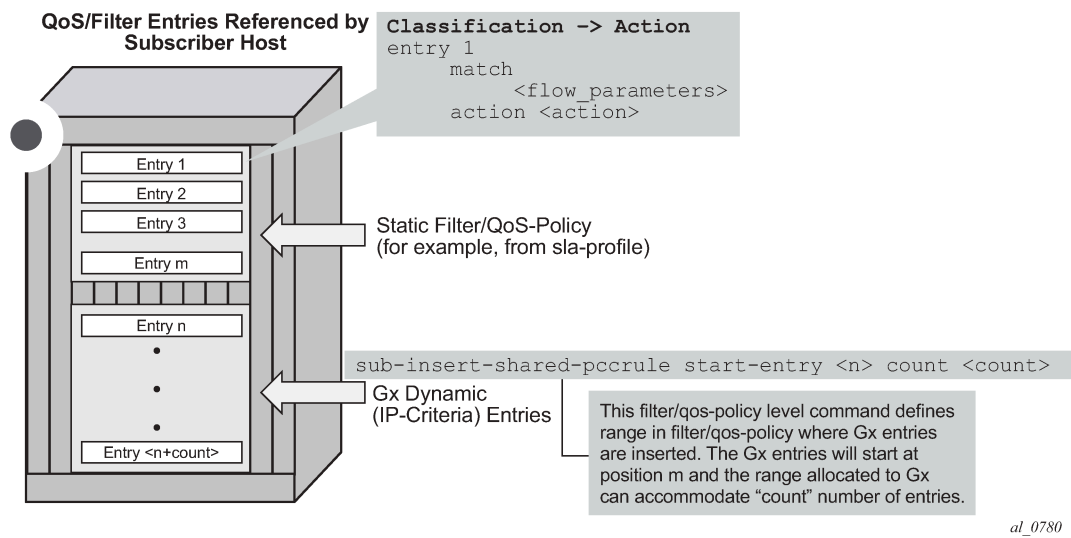 QoS/Filter Entries Referenced by
Subscriber Host
Classification –> Action
entry 1
match
<flow_parameters>
action <action>
Entry 1
Entry 2
Entry 3
Entry m
Static Filter/QoS-Policy
(for example, from sla-profile)
Entry n
sub-insert-shared-pccrule start-entry <n> count <count>
Gx Dynamic
(IP-Criteria) Entries
Entry <n+count>
This filter/qos-policy level command defines
range in filter/qos-policy where Gx entries
are inserted. The Gx entries will start at
position m and the range allocated to Gx
can accommodate “count” number of entries.
al_0780